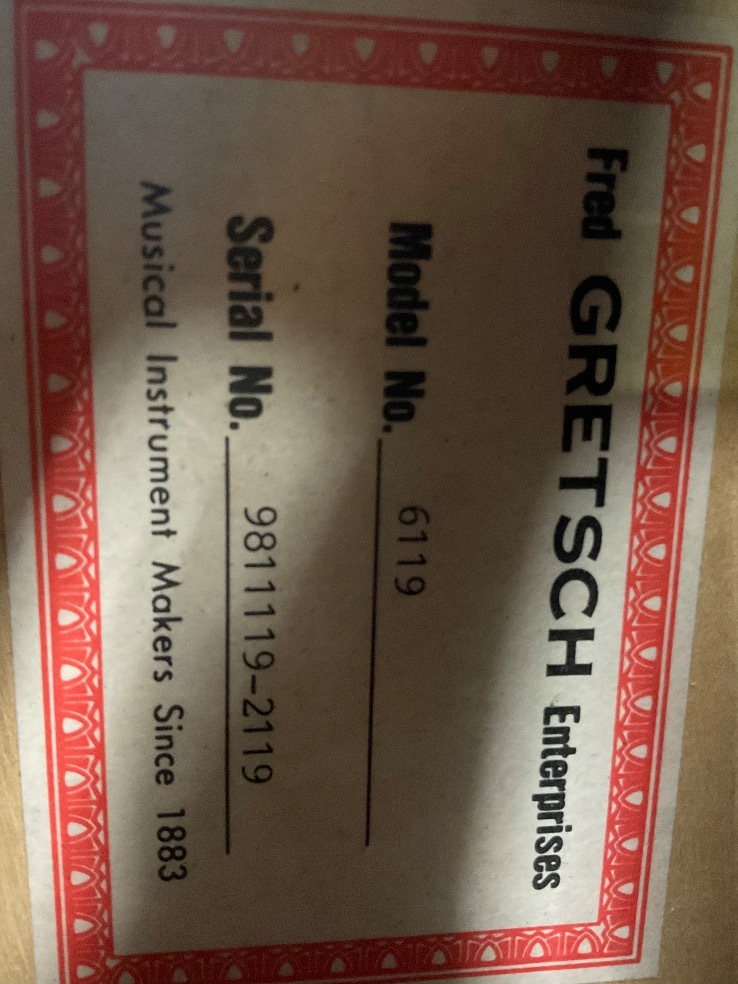 Fred GRETSCH Enterprises
Model No. 6119
Serial No. 9811119-2119
Musical Instrument Makers Since 1883